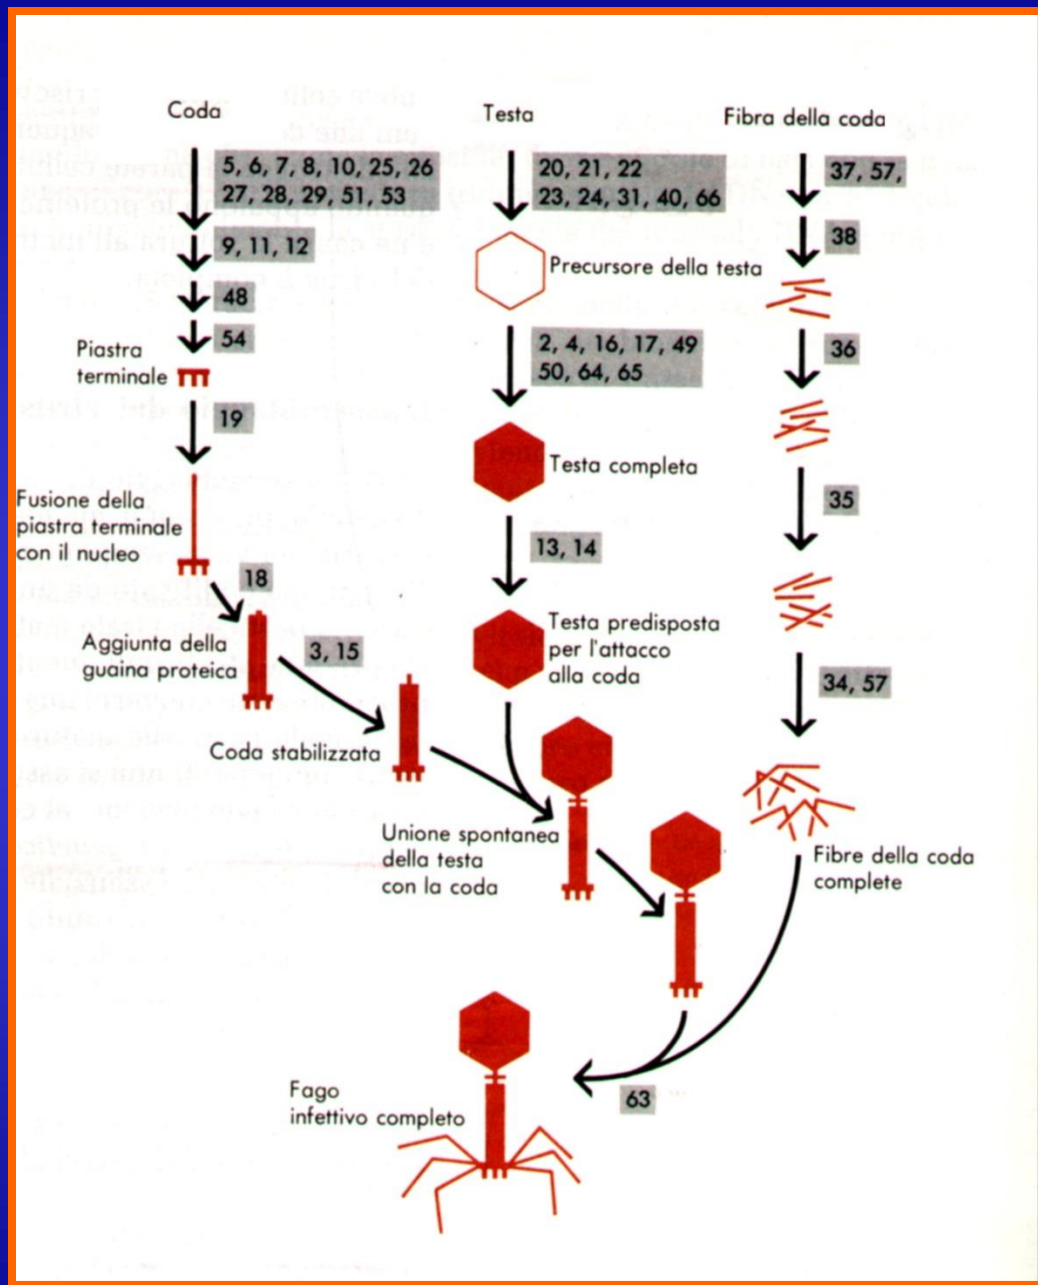 Coda
5, 6, 7, 8, 10, 25, 26
27, 28, 29, 51, 53
9, 11, 12
48
54
Piastra
terminale
19
Fusione della
piastra terminale
con il nucleo
18
Aggiunta della
guaina proteica
3, 15
Coda stabilizzata
Testa
20, 21, 22
23, 24, 31, 40, 66
Precursore della testa
2, 4, 16, 17, 49
50, 64, 65
Testa completa
13, 14
Testa predisposta
per l'attacco
alla coda
Unione spontanea
della testa
con la coda
Fibra della coda
37, 57,
38
36
35
34, 57
Fibre della coda
complete
63
Fago
infettivo completo